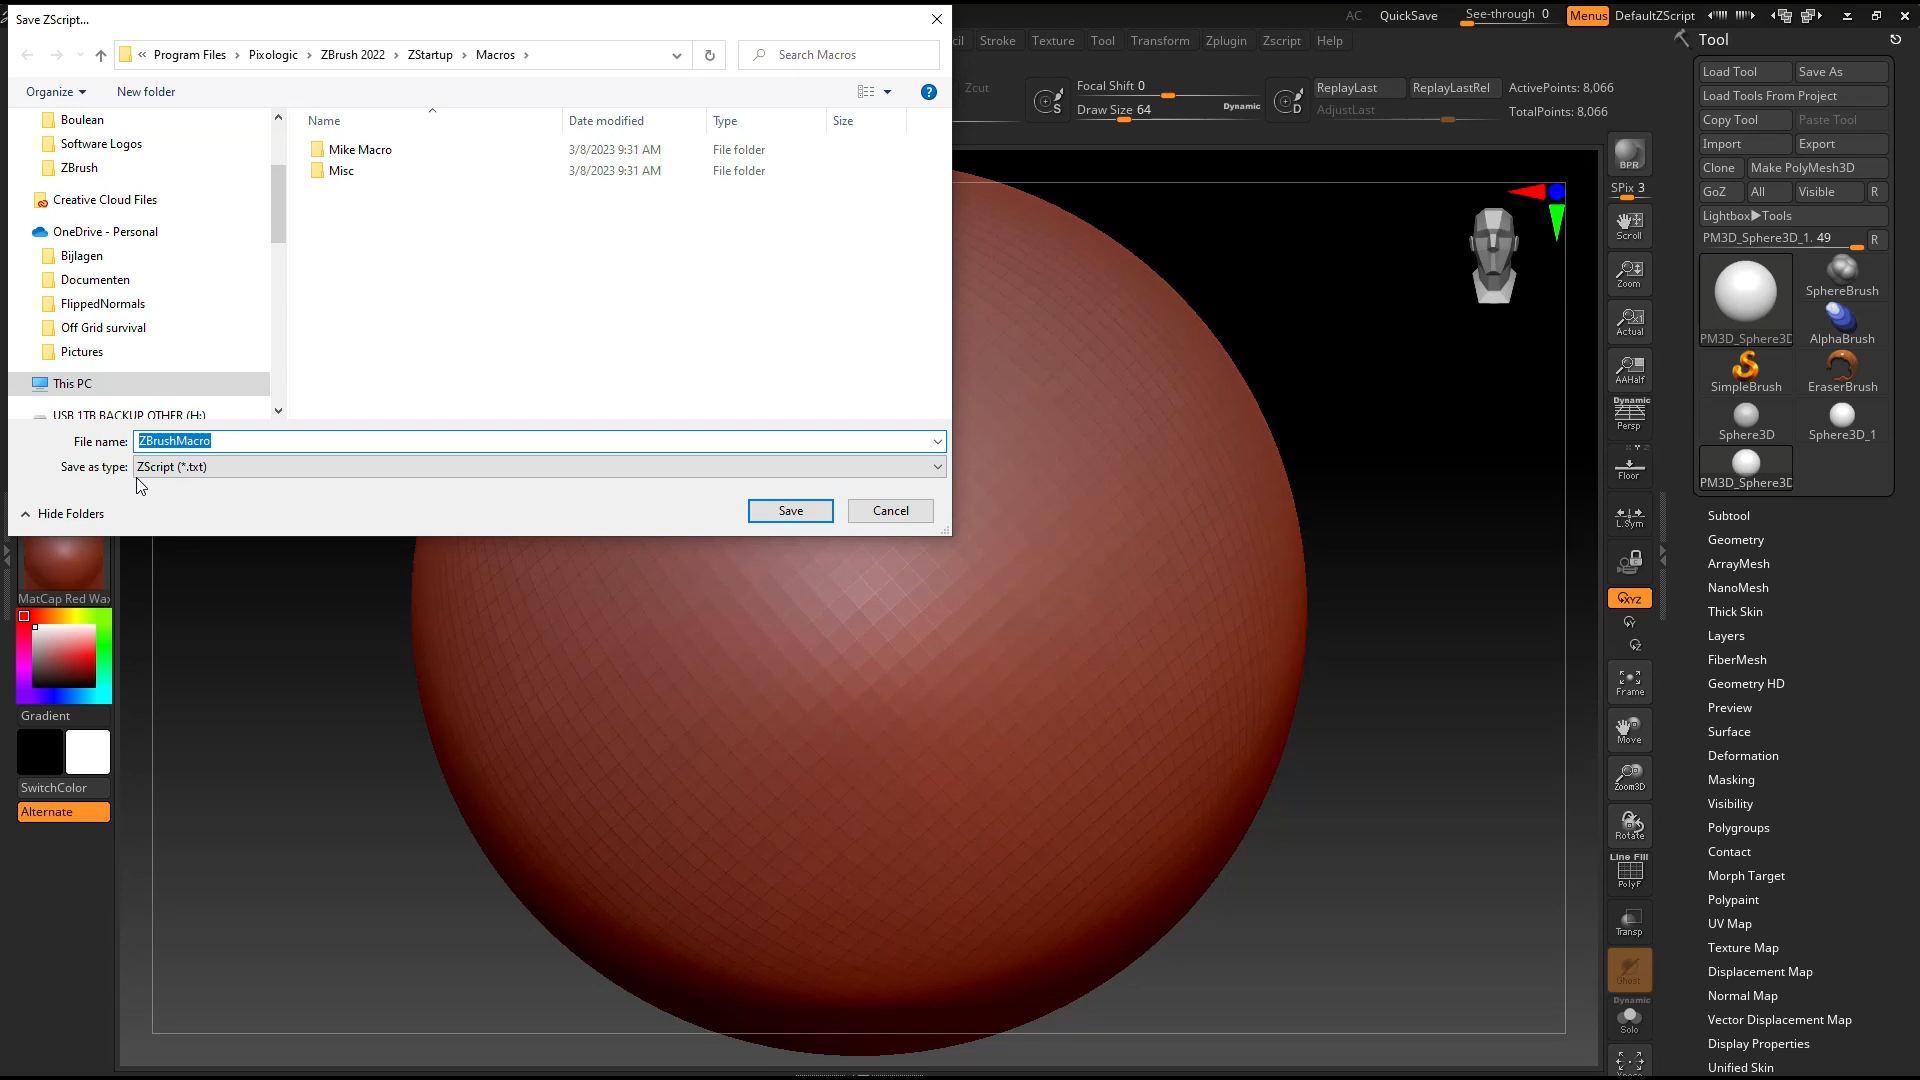 Save ZScript...
« Program Files › Pixologic › ZBrush 2022 › ZStartup › Macros ›
Search Macros
Organize
New folder
Boulean
Software Logos
ZBrush
Creative Cloud Files
OneDrive - Personal
Bijlagen
Documenten
FlippedNormals
Off Grid survival
Pictures
This PC
USB 1TB BACKUP OTHER (H:)
Name Date modified Type Size
Mike Macro 3/8/2023 9:31 AM File folder
Misc 3/8/2023 9:31 AM File folder
File name: ZBrushMacro
Save as type: ZScript (*.txt)
Hide Folders
Save
Cancel
AC QuickSave See-through 0 Menus DefaultZScript
Stroke Texture Tool Transform Zplugin Zscript Help
Zcut
S
Focal Shift 0
Draw Size 64 Dynamic
D
ReplayLast ReplayLastRel
AdjustLast
ActivePoints: 8,066
TotalPoints: 8,066
MatCap Red Wax
Gradient
SwitchColor
Alternate
BPR
SPix 3
Scroll
Zoom
Actual
AAHalf
Dynamic
Persp
Floor
L.Sym
XYZ
Y
Z
Frame
Move
Zoom3D
Rotate
Line Fill
PolyF
Transp
Ghost
Dynamic
Solo
Tool
Load Tool Save As
Load Tools From Project
Copy Tool Paste Tool
Import Export
Clone Make PolyMesh3D
GoZ All Visible R
Lightbox▶Tools
PM3D_Sphere3D_1. 49 R
PM3D_Sphere3D
SphereBrush
AlphaBrush
SimpleBrush EraserBrush
Sphere3D Sphere3D_1
PM3D_Sphere3D
Subtool
Geometry
ArrayMesh
NanoMesh
Thick Skin
Layers
FiberMesh
Geometry HD
Preview
Surface
Deformation
Masking
Visibility
Polygroups
Contact
Morph Target
Polypaint
UV Map
Texture Map
Displacement Map
Normal Map
Vector Displacement Map
Display Properties
Unified Skin